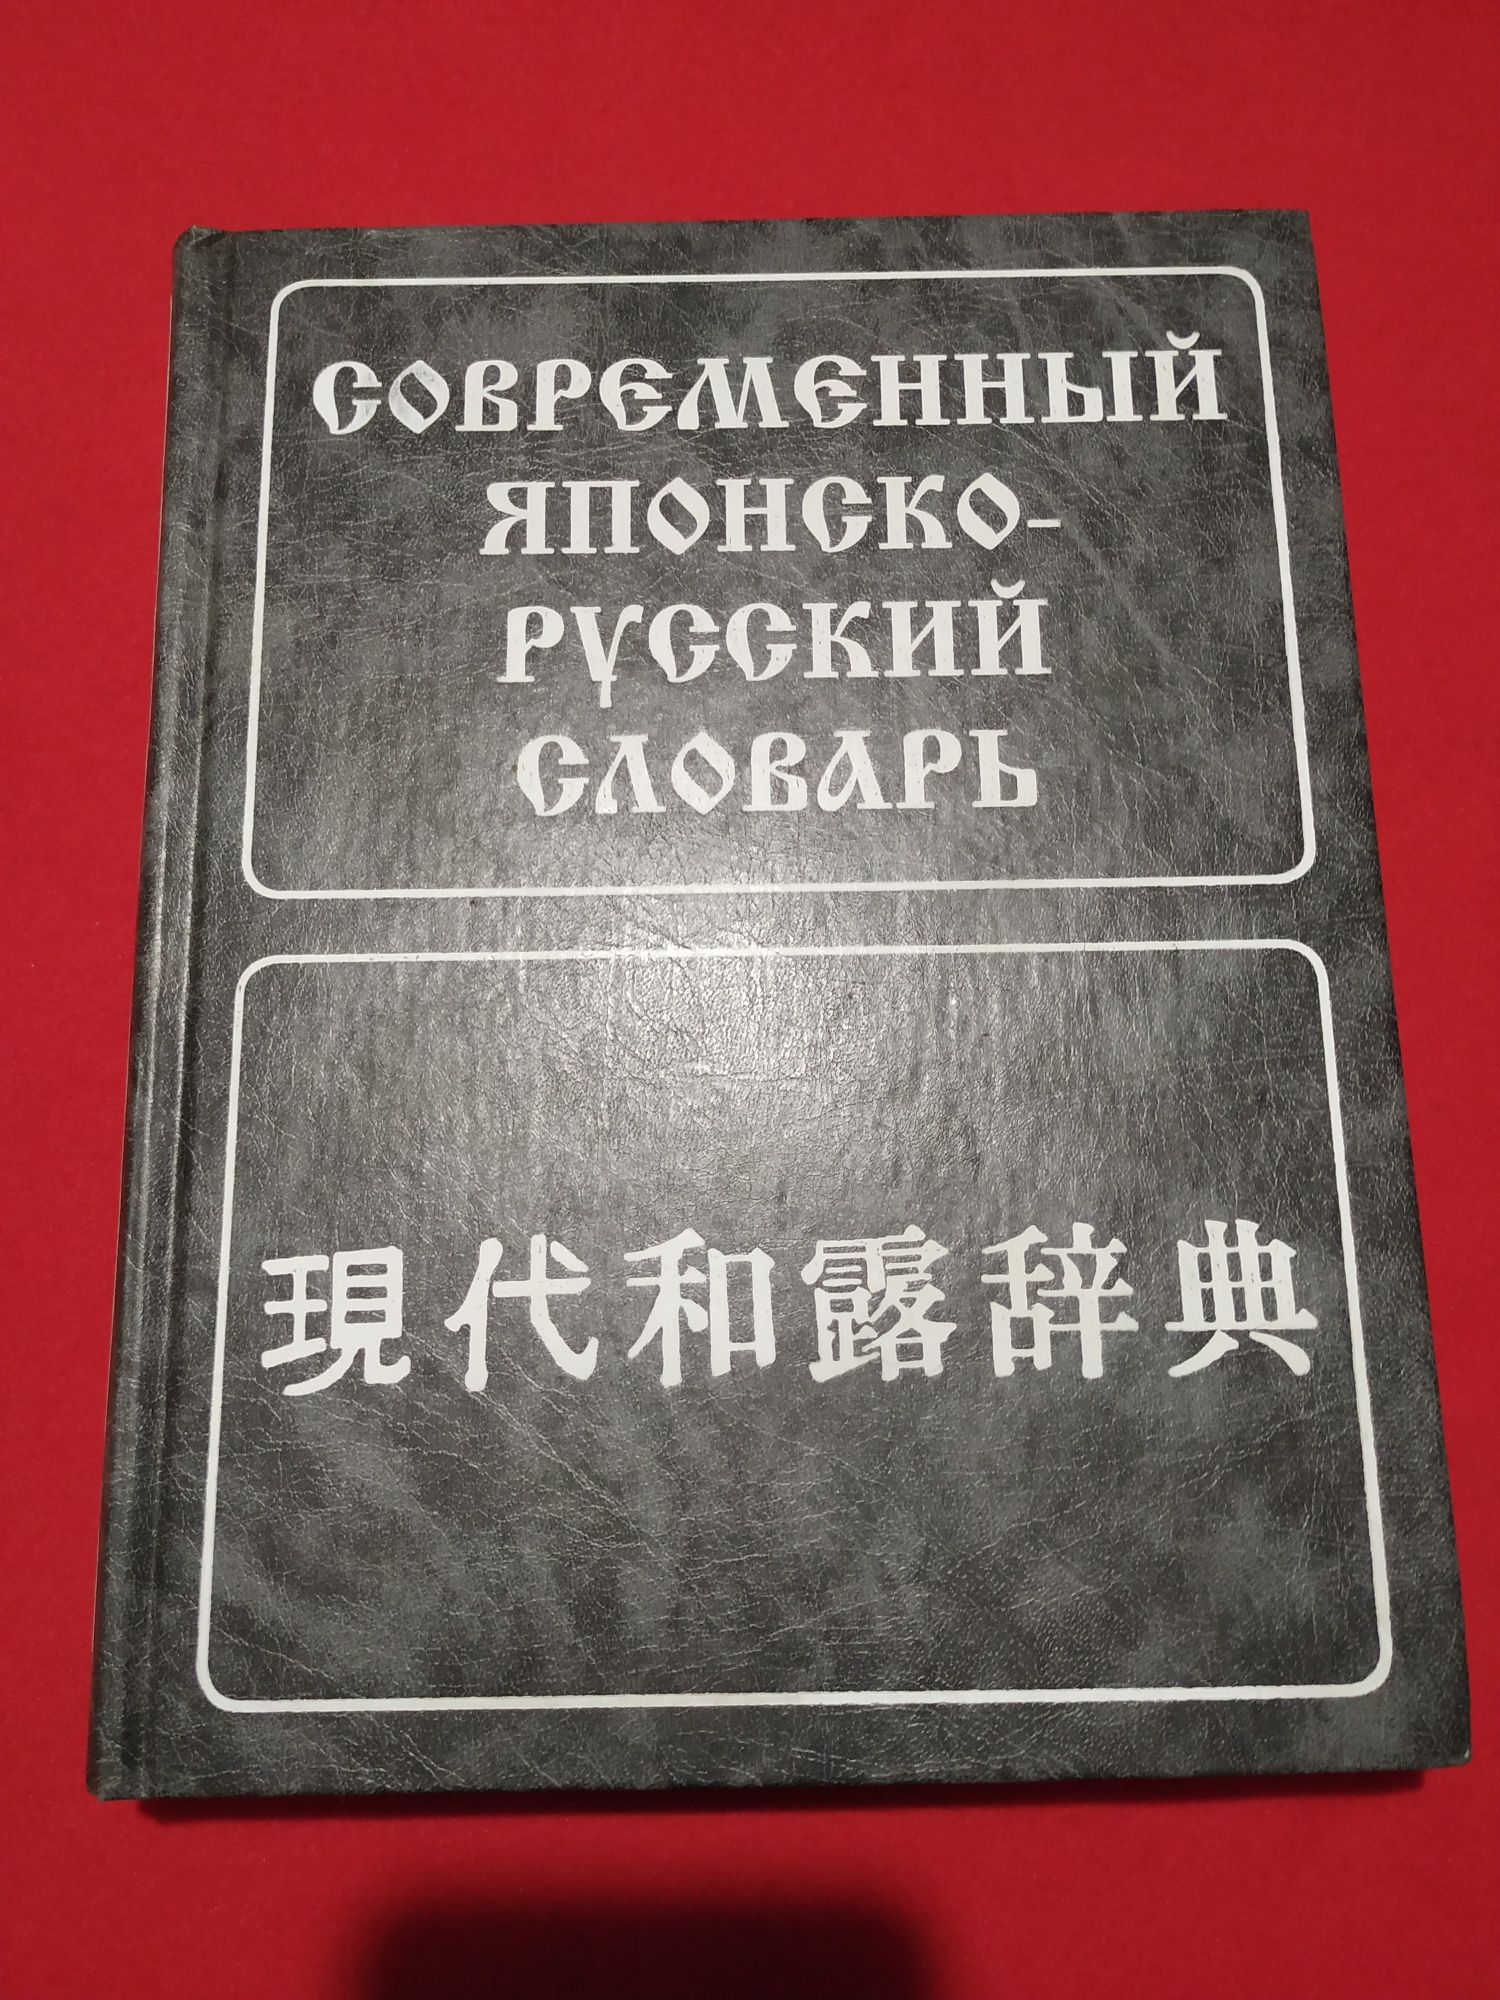 СОВРЕМЕННЫЙ
ЯПОНСКО-
РУССКИЙ
СЛОВАРЬ
現代和露辞典